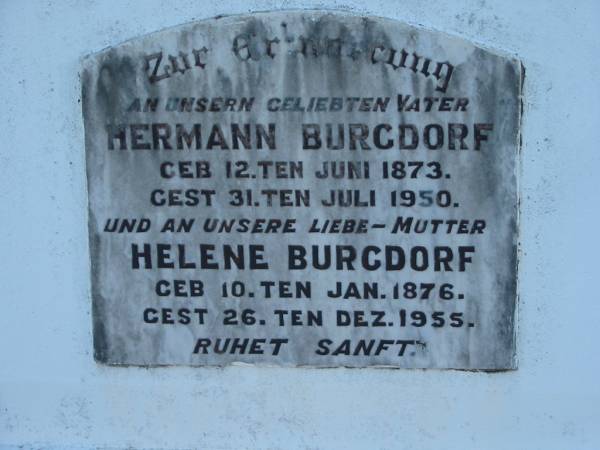 Zur Erinnerung
AN UNSERN GELIEBTEN VATER
HERMANN BURGDORF
GEB 12.TEN JUNI 1873.
GEST 31.TEN JULI 1950.
UND AN UNSERE LIEBE-MUTTER
HELENE BURGDORF
GEB 10.TEN JAN.1876.
GEST 26.TEN DEZ.1955.
RUHET SANFT.